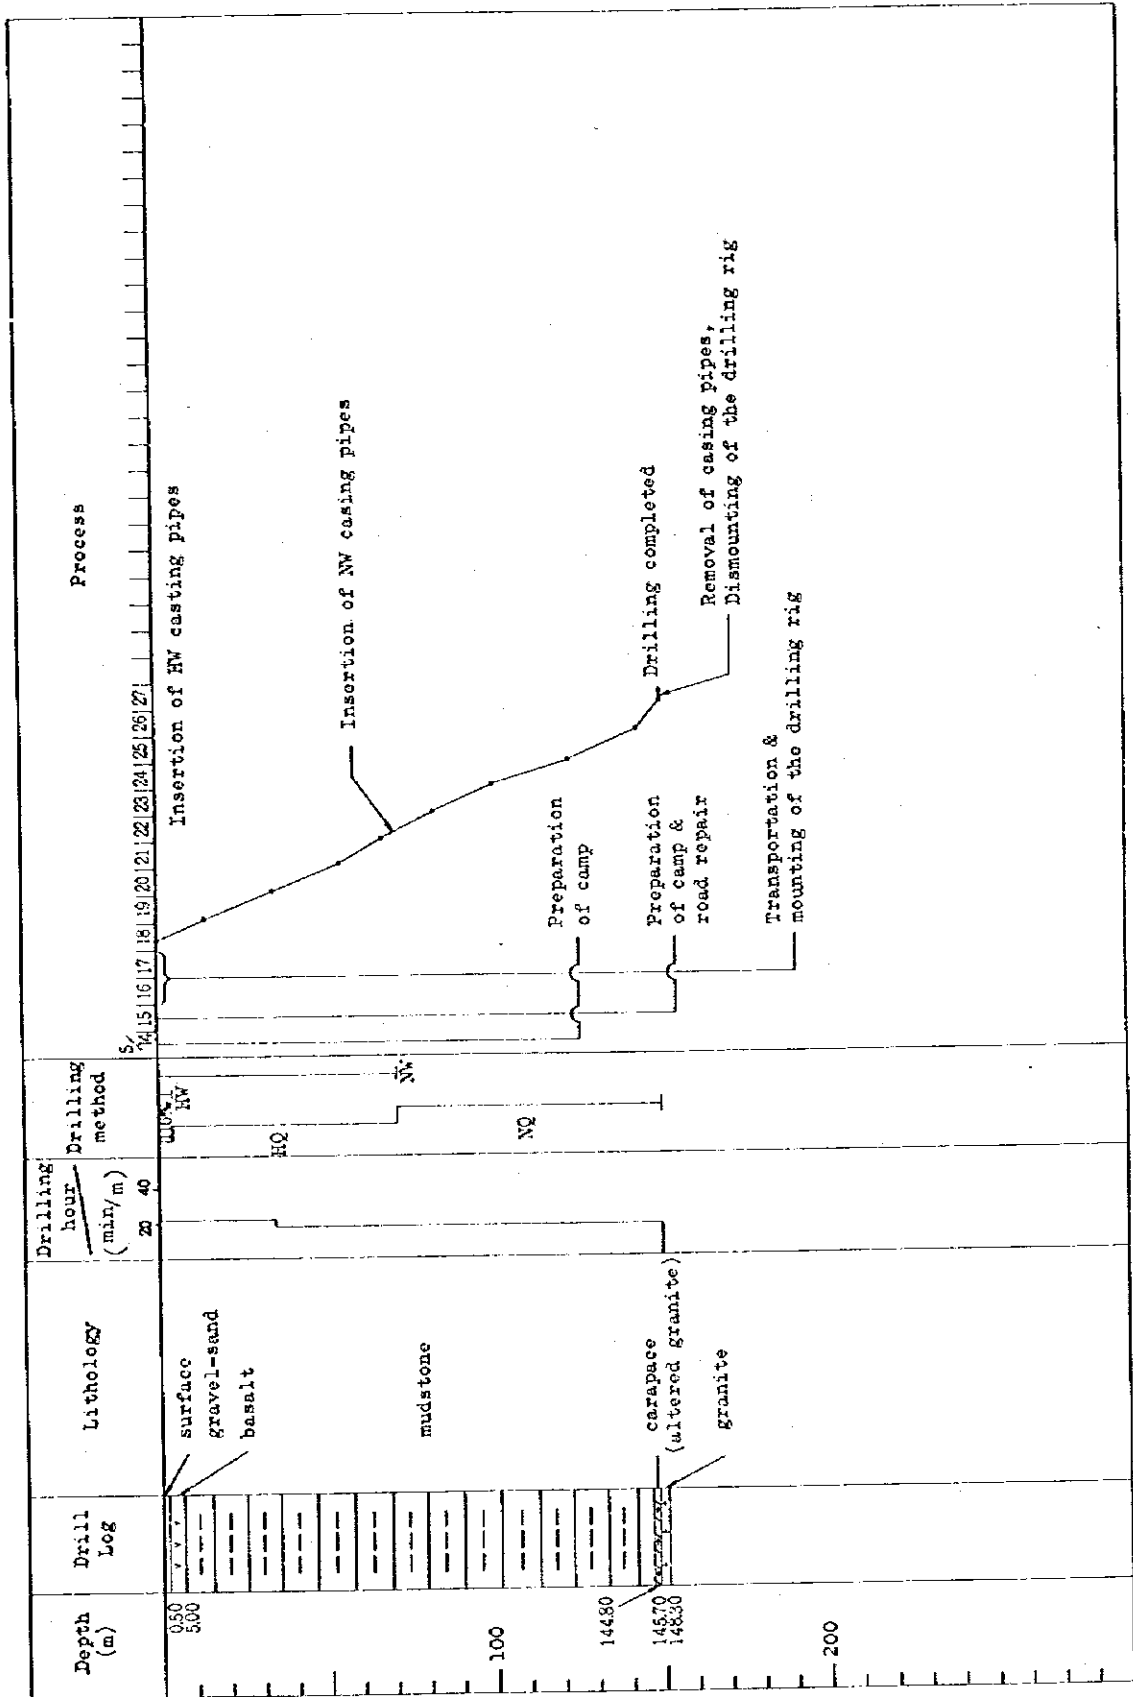 Depth
(m)
Drill
Log
Lithology
Drilling
hour
(min/m)
20
40
Drilling
method
Process
5/
14
15
16
17
18
19
20
21
22
23
24
25
26
27
0.50
5.00
100
144.80
145.70
148.30
200
surface
gravel-sand
basalt
mudstone
carapace
(altered granite)
granite
HW
HQ
NW
NQ
Insertion of HW casting pipes
Insertion of NW casing pipes
Preparation
of camp
Preparation
of camp &
road repair
Drilling completed
Removal of casing pipes,
Dismounting of the drilling rig
Transportation &
mounting of the drilling rig